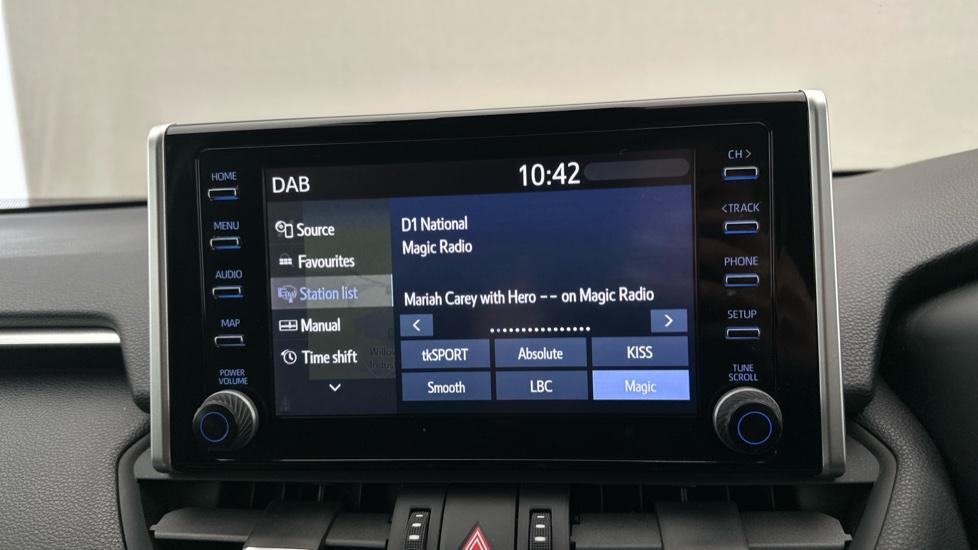 HOME
MENU
AUDIO
MAP
POWER
VOLUME
DAB
10:42
Source
Favourites
Station list
Manual
Time shift
D1 National
Magic Radio
Mariah Carey with Hero -- on Magic Radio
< >
tkSPORT Absolute KISS
Smooth LBC Magic
CH >
< TRACK
PHONE
SETUP
TUNE
SCROLL